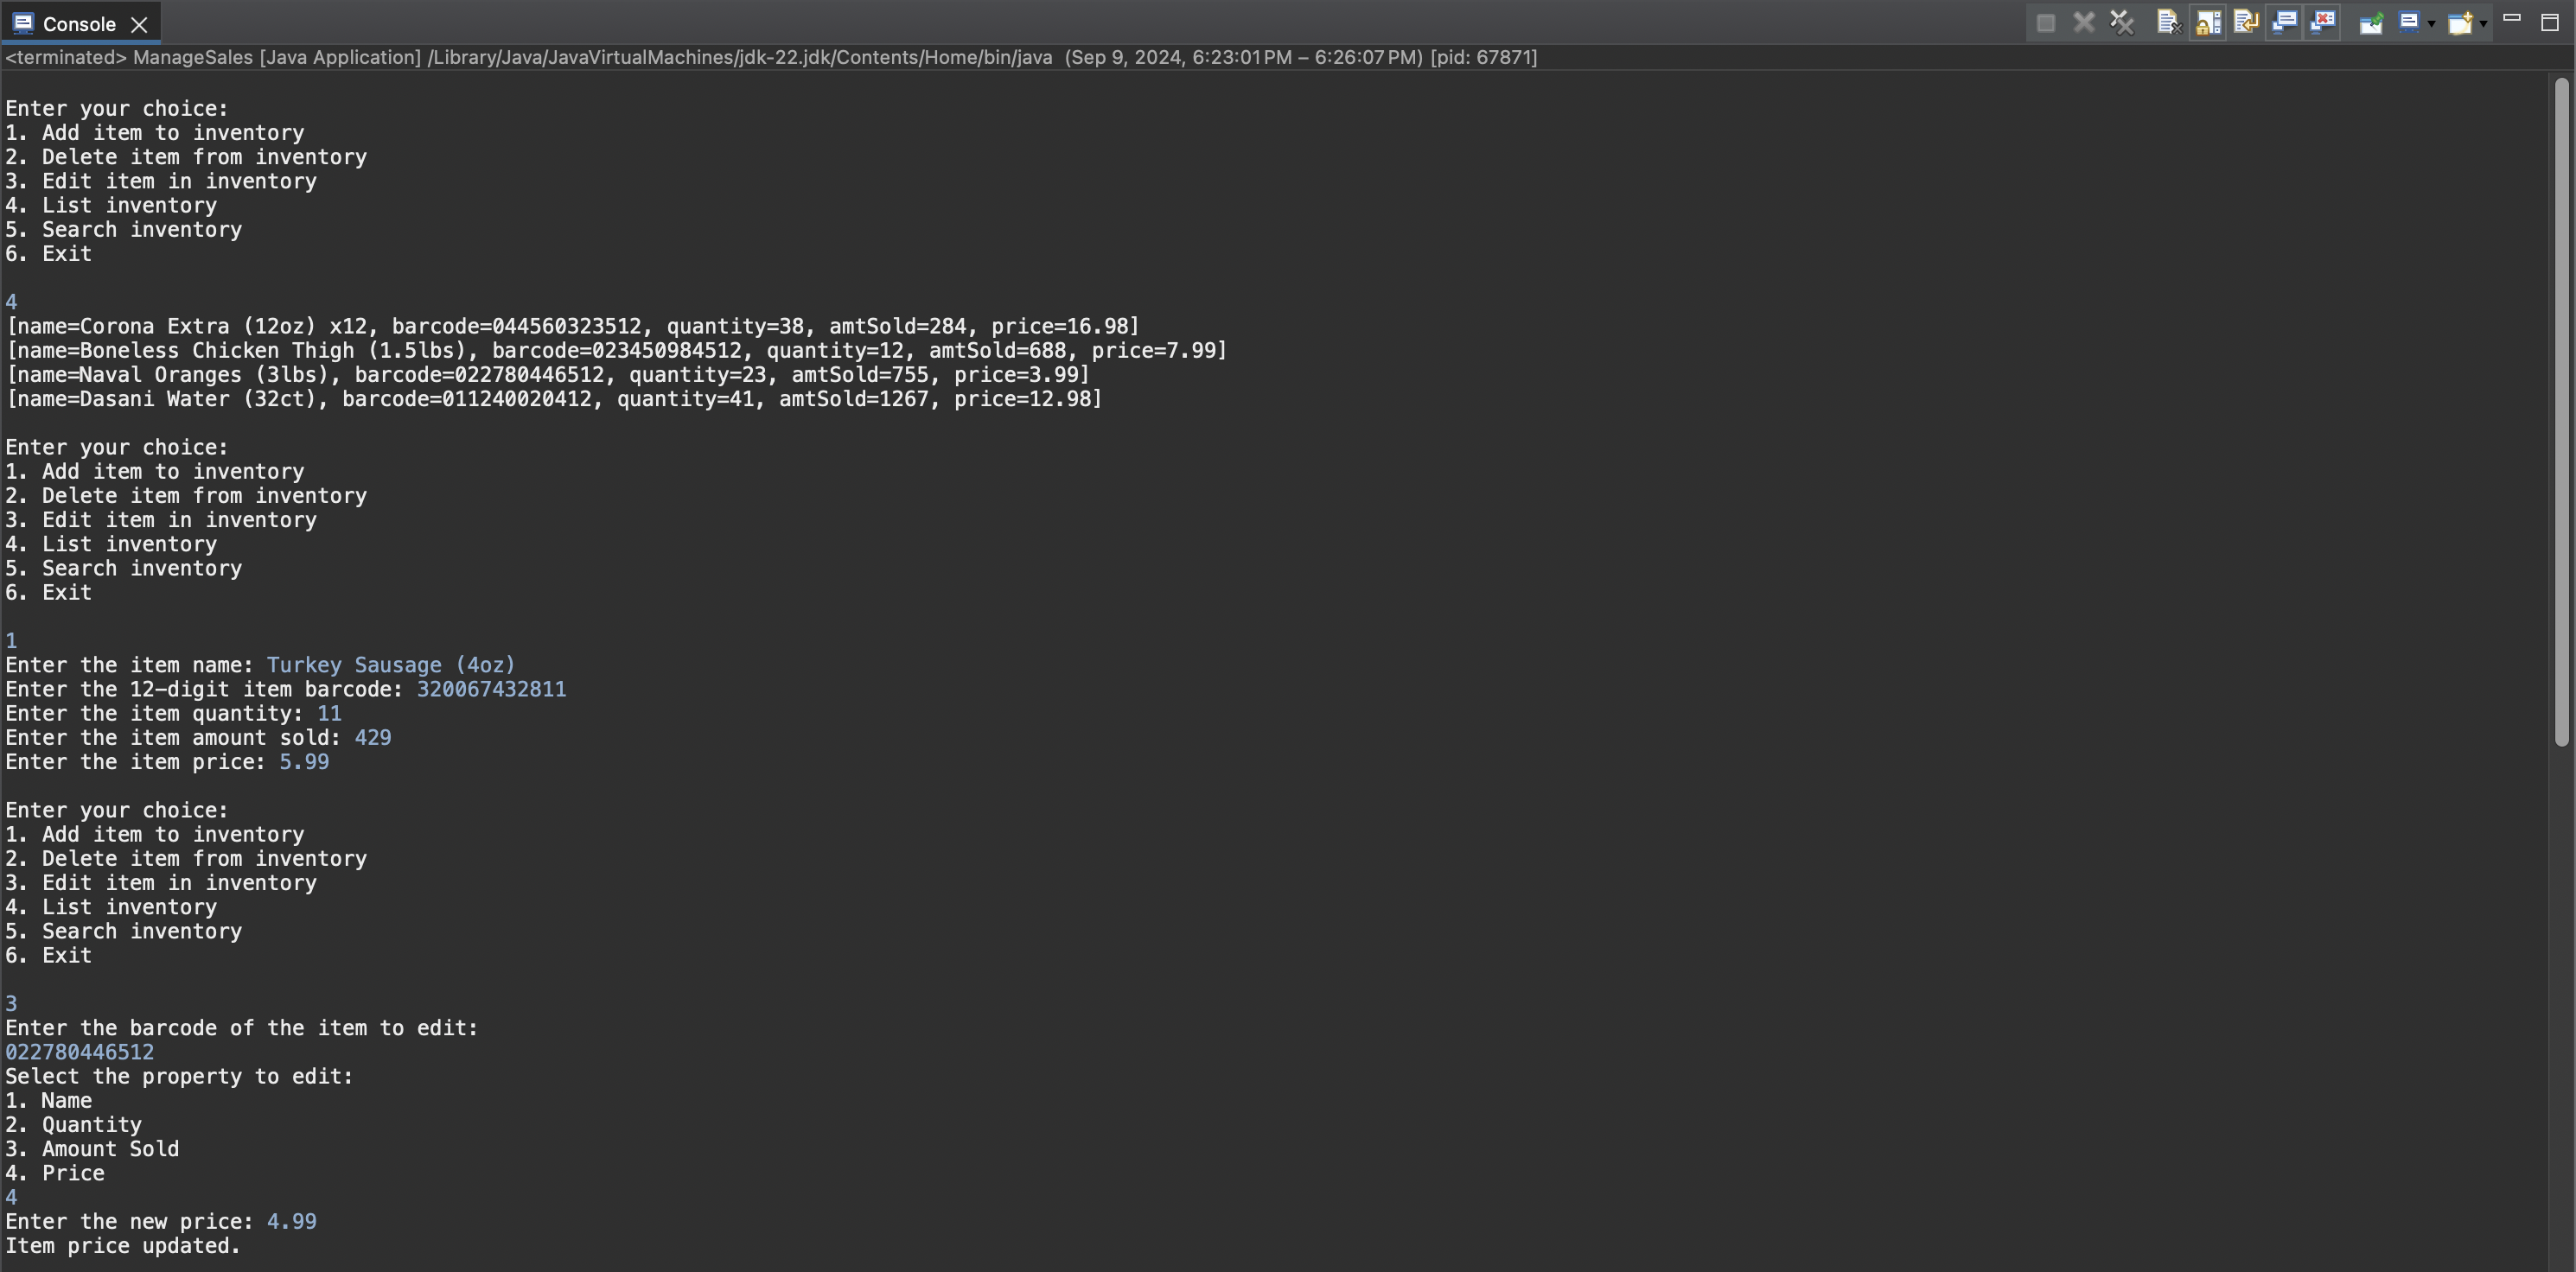 Console
<terminated> ManageSales [Java Application] /Library/Java/JavaVirtualMachines/jdk-22.jdk/Contents/Home/bin/java (Sep 9, 2024, 6:23:01 PM – 6:26:07 PM) [pid: 67871]
Enter your choice:
1. Add item to inventory
2. Delete item from inventory
3. Edit item in inventory
4. List inventory
5. Search inventory
6. Exit
4
[name=Corona Extra (12oz) x12, barcode=044560323512, quantity=38, amtSold=284, price=16.98]
[name=Boneless Chicken Thigh (1.5lbs), barcode=023450984512, quantity=12, amtSold=688, price=7.99]
[name=Naval Oranges (3lbs), barcode=022780446512, quantity=23, amtSold=755, price=3.99]
[name=Dasani Water (32ct), barcode=011240020412, quantity=41, amtSold=1267, price=12.98]
Enter your choice:
1. Add item to inventory
2. Delete item from inventory
3. Edit item in inventory
4. List inventory
5. Search inventory
6. Exit
1
Enter the item name: Turkey Sausage (4oz)
Enter the 12-digit item barcode: 320067432811
Enter the item quantity: 11
Enter the item amount sold: 429
Enter the item price: 5.99
Enter your choice:
1. Add item to inventory
2. Delete item from inventory
3. Edit item in inventory
4. List inventory
5. Search inventory
6. Exit
3
Enter the barcode of the item to edit:
022780446512
Select the property to edit:
1. Name
2. Quantity
3. Amount Sold
4. Price
4
Enter the new price: 4.99
Item price updated.